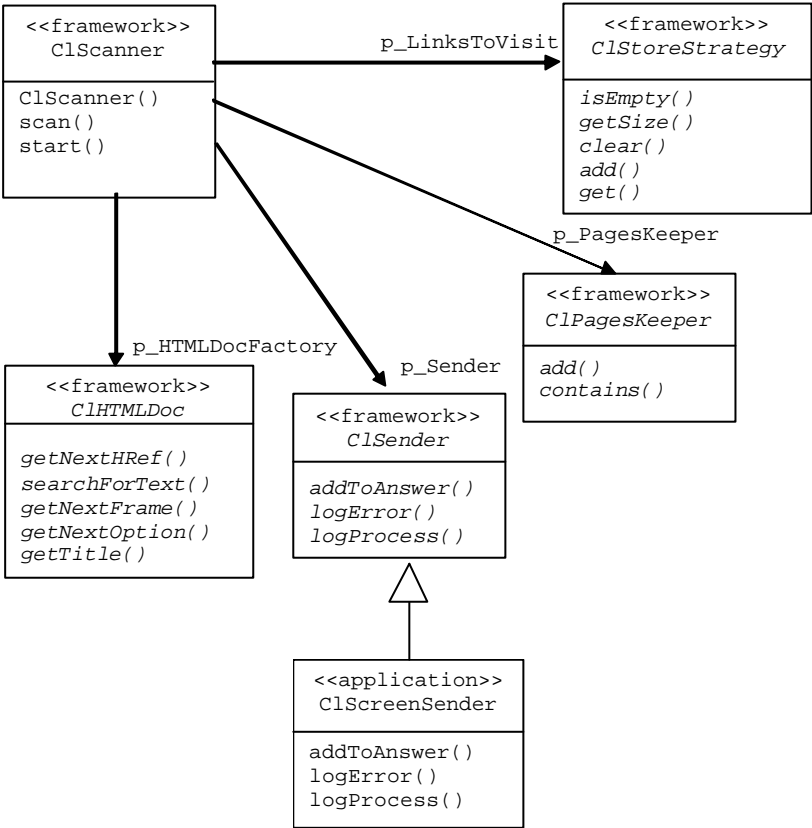 <<framework>>
ClScanner
ClScanner()
scan()
start()
p_LinksToVisit
<<framework>>
ClStoreStrategy
isEmpty()
getSize()
clear()
add()
get()
p_PagesKeeper
<<framework>>
ClPagesKeeper
add()
contains()
p_HTMLDocFactory
<<framework>>
ClHTMLDoc
getNextHRef()
searchForText()
getNextFrame()
getNextOption()
getTitle()
p_Sender
<<framework>>
ClSender
addToAnswer()
logError()
logProcess()
<<application>>
ClScreenSender
addToAnswer()
logError()
logProcess()